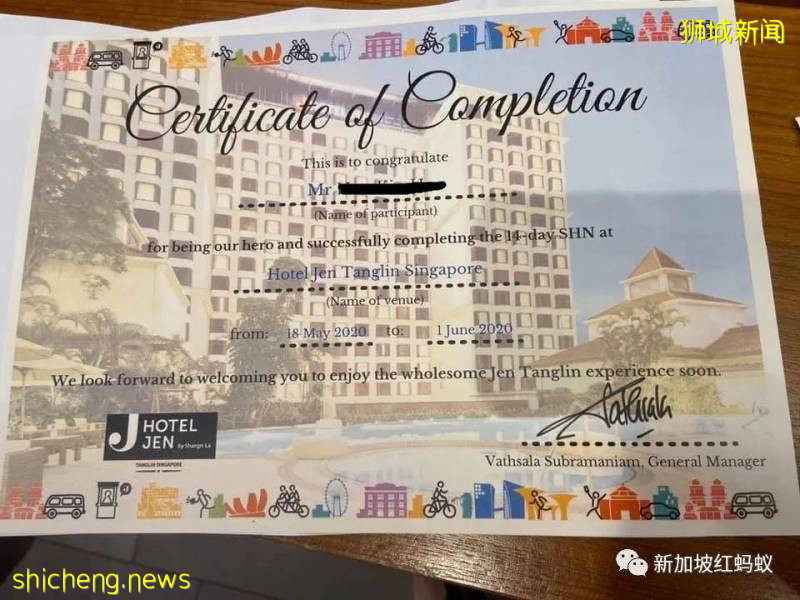 狮城新闻
Certificate of Completion
This is to congratulate
Mr
(Name of participant)
for being our hero and successfully completing the 14-day SHN at
Hotel Jen Tanglin Singapore
(Name of venue)
from: 18 May 2020 to: 1 June 2020
We look forward to welcoming you to enjoy the wholesome Jen Tanglin experience soon.
J HOTEL
JEN by Shangri-La
TANGLIN SINGAPORE
Vathsala Subramaniam, General Manager
新加坡红蚂蚁
shicheng.news